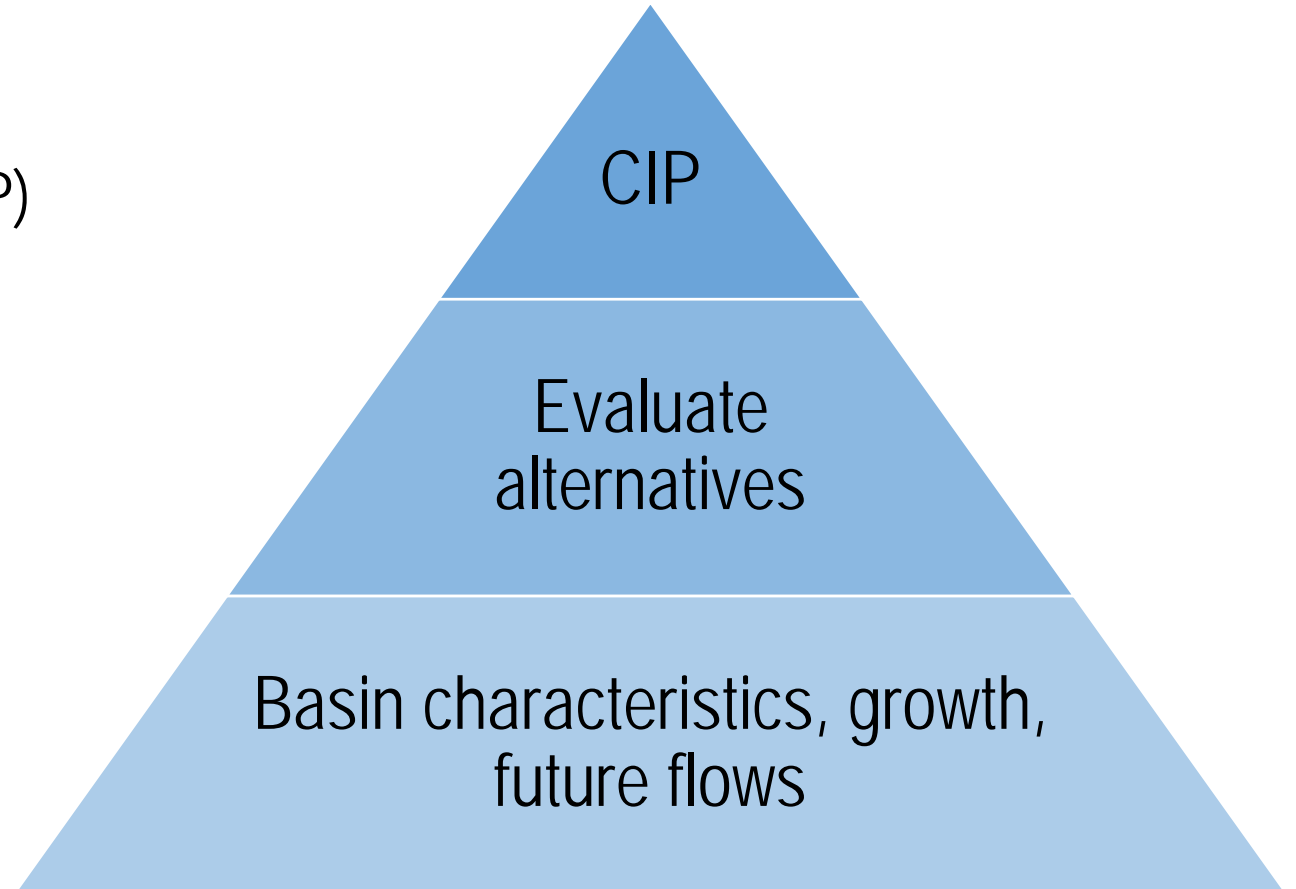 P)
CIP
Evaluate
alternatives
Basin characteristics, growth,
future flows